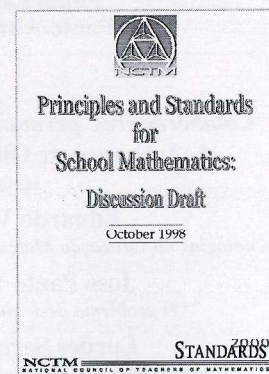 NCTM
Principles and Standards
for
School Mathematics:
Discussion Draft
October 1998
2000
STANDARDS
NCTM
NATIONAL COUNCIL OF TEACHERS OF MATHEMATICS